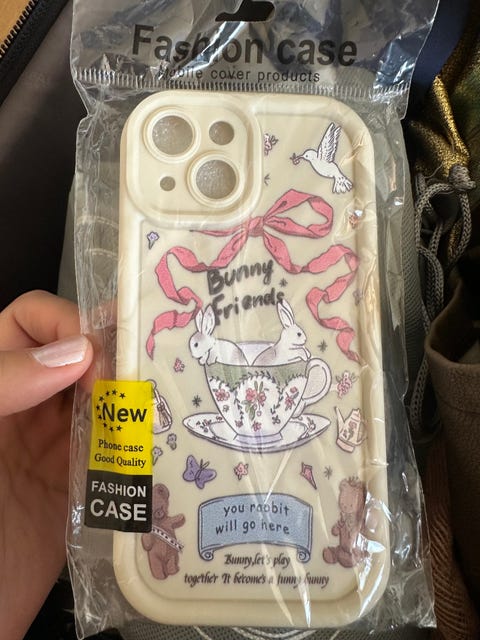 Fashion case
Mobile cover products
Bunny
Friends
New
Phone case
Good Quality
FASHION
CASE
you rabbit
will go here
Bunny, let's play
together It becomes a funny bunny